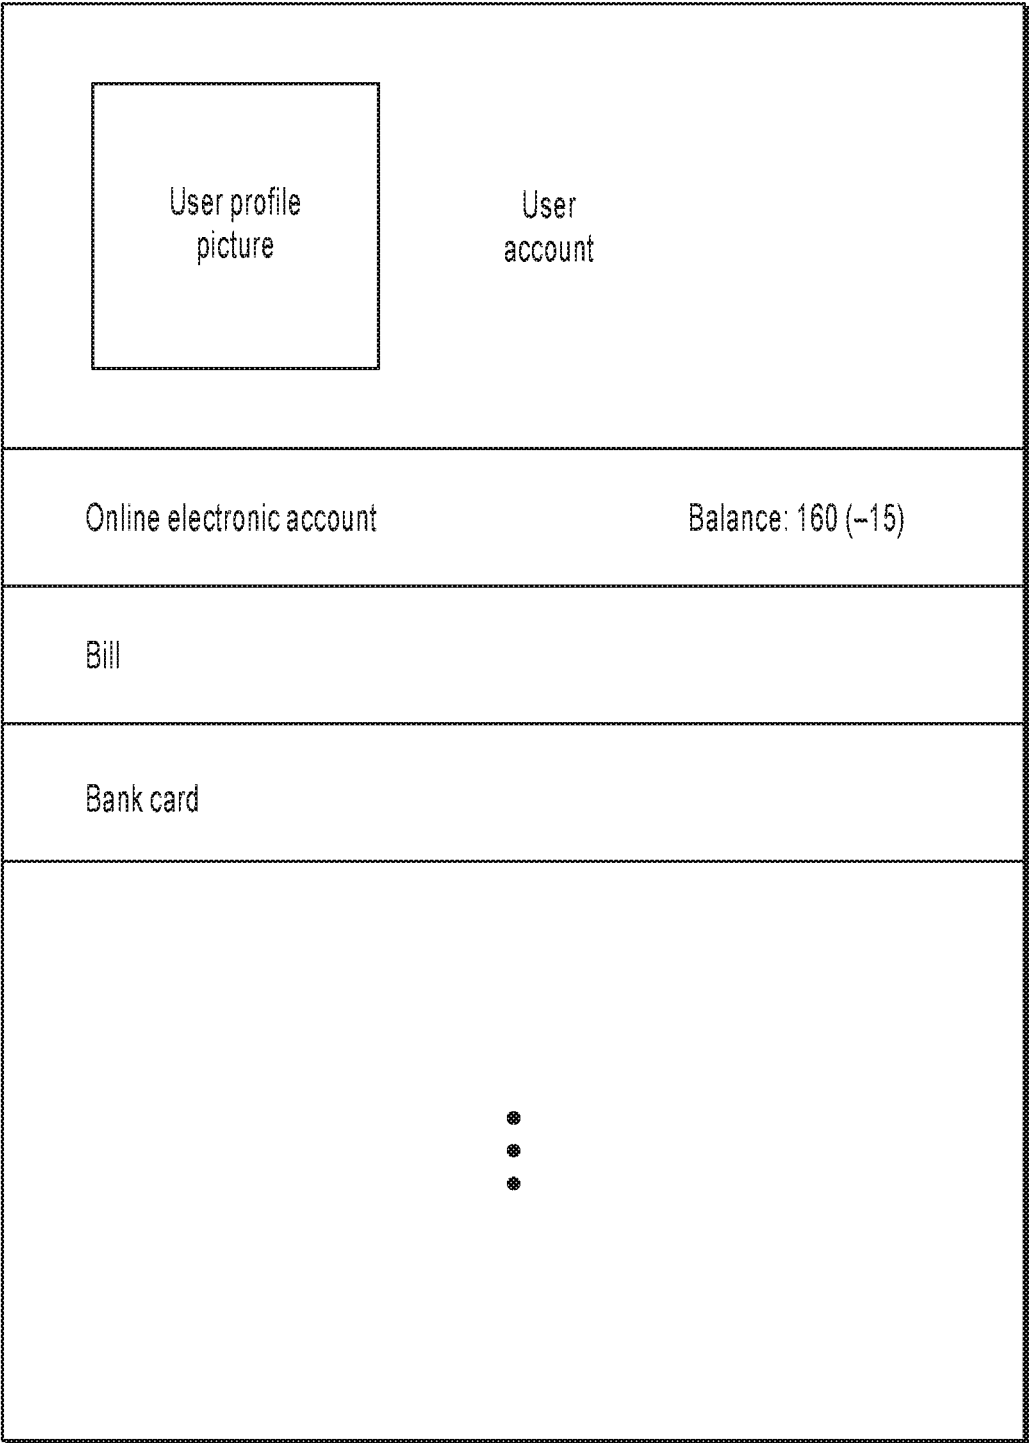 User profile
picture
User
account
Online electronic account
Balance: 160 (–15)
Bill
Bank card